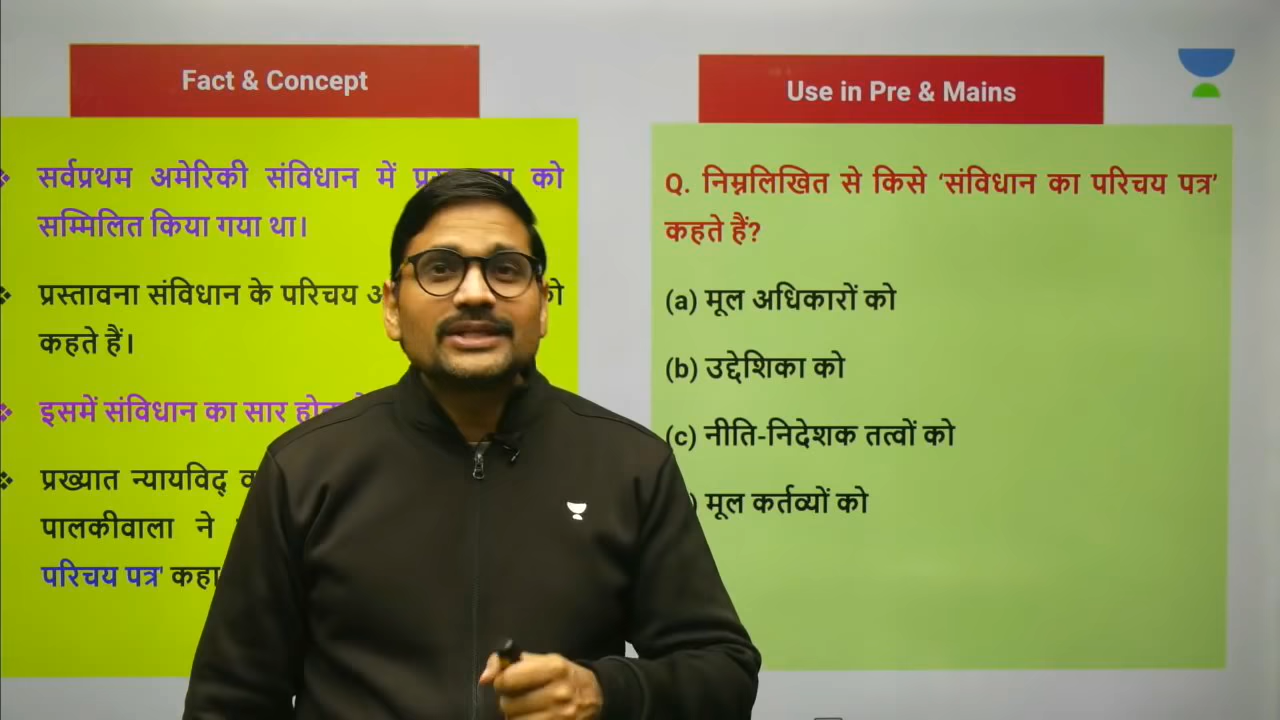 Fact & Concept
❖ सर्वप्रथम अमेरिकी संविधान में को
सम्मिलित किया गया था।
❖ प्रस्तावना संविधान के परिचय
कहते हैं।
❖ इसमें संविधान का सार
❖ प्रख्यात न्यायविद्
पालकीवाला ने
परिचय पत्र' कहा
Use in Pre & Mains
Q. निम्नलिखित से किसे ‘संविधान का परिचय पत्र’
कहते हैं?
(a) मूल अधिकारों को
(b) उद्देशिका को
(c) नीति-निदेशक तत्वों को
) मूल कर्तव्यों को